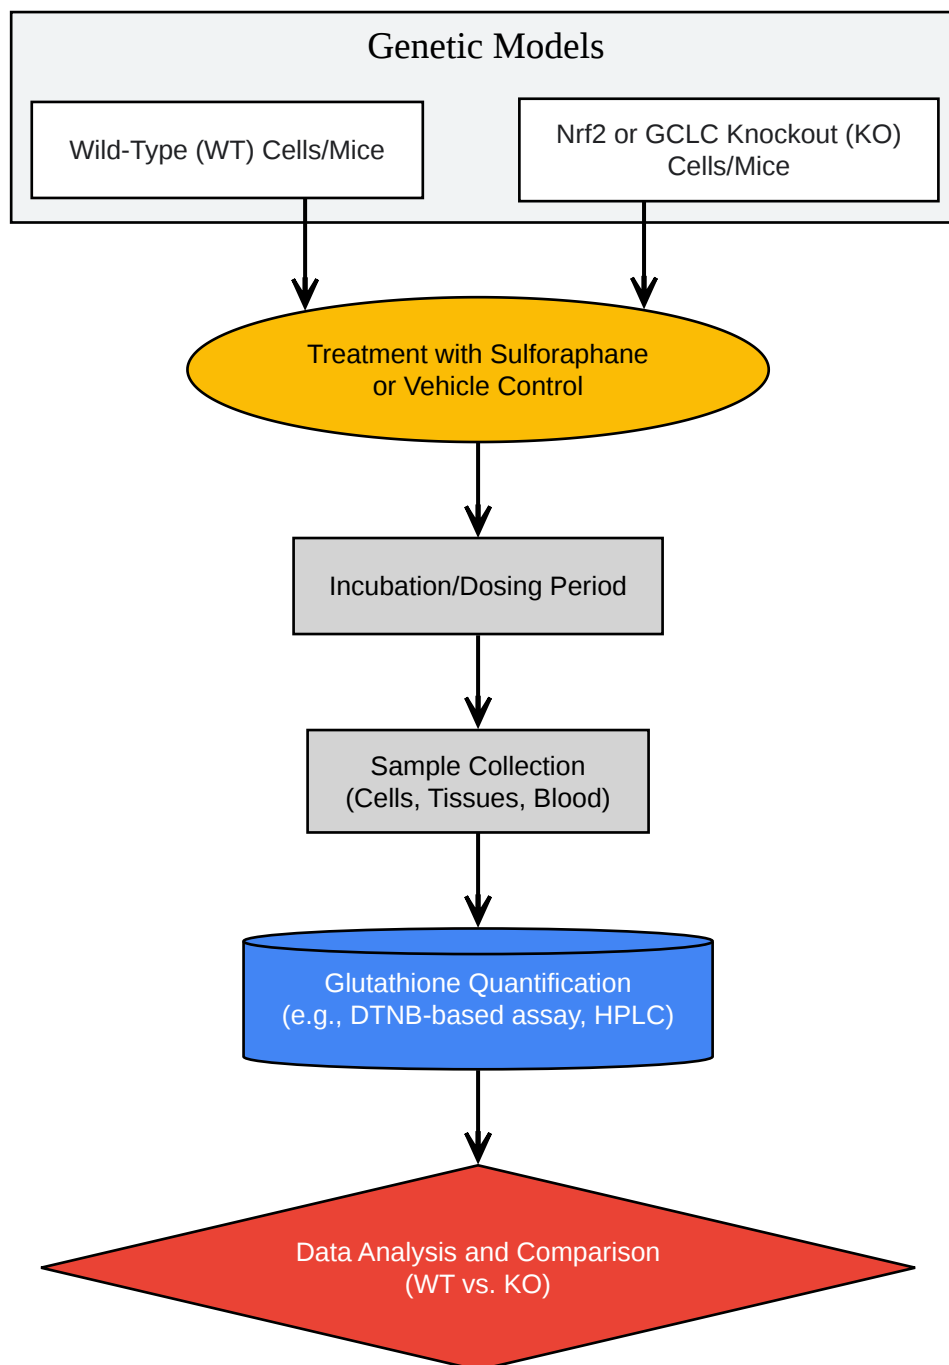 Genetic Models
Wild-Type (WT) Cells/Mice
Nrf2 or GCLC Knockout (KO)
Cells/Mice
Treatment with Sulforaphane
or Vehicle Control
Incubation/Dosing Period
Sample Collection
(Cells, Tissues, Blood)
Glutathione Quantification
(e.g., DTNB-based assay, HPLC)
Data Analysis and Comparison
(WT vs. KO)